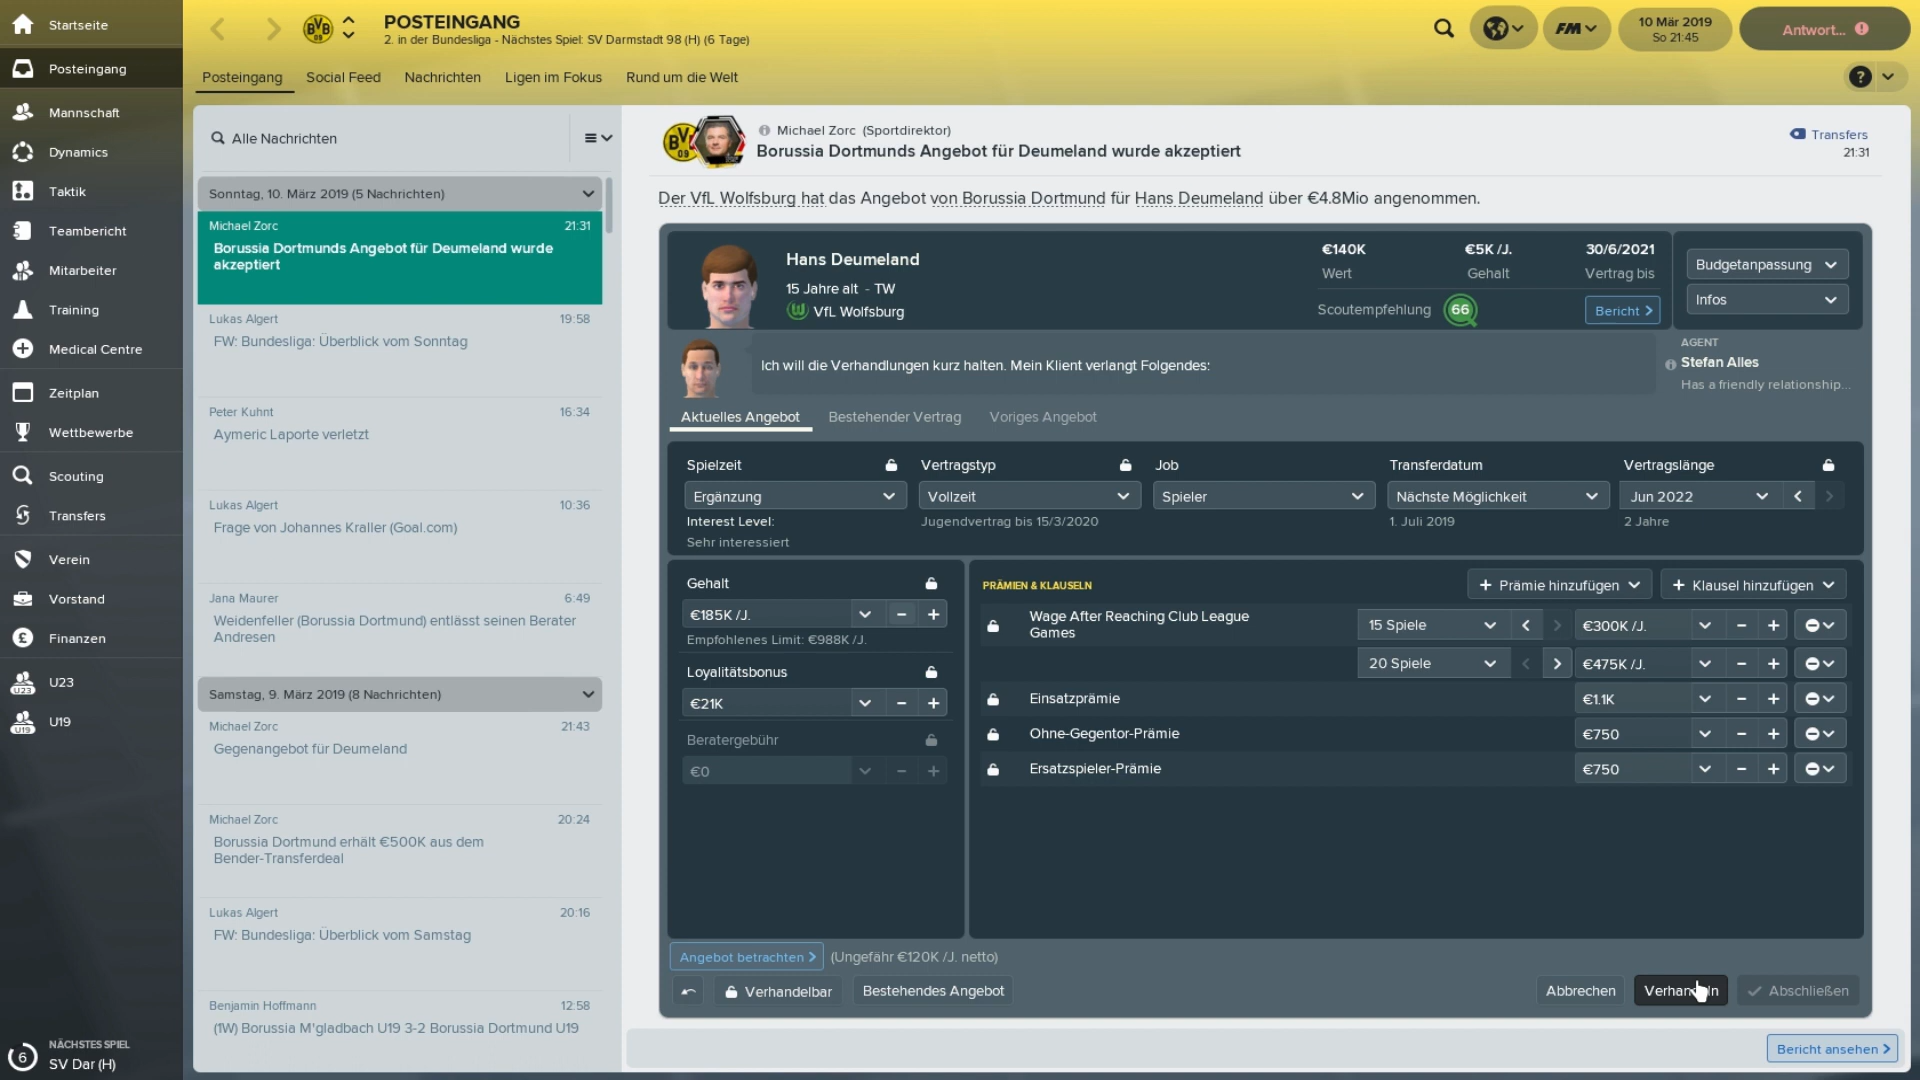 Startseite
Posteingang
Mannschaft
Dynamics
Taktik
Teambericht
Mitarbeiter
Training
Medical Centre
Zeitplan
Wettbewerbe
Scouting
Transfers
Verein
Vorstand
Finanzen
U23
U23
U19
U19
6
NÄCHSTES SPIEL
SV Dar (H)
BVB
POSTEINGANG
2. in der Bundesliga - Nächstes Spiel: SV Darmstadt 98 (H) (6 Tage)
FM
10 Mär 2019
So 21:45
Antwort...
Posteingang
Social Feed
Nachrichten
Ligen im Fokus
Rund um die Welt
?
Alle Nachrichten
Sonntag, 10. März 2019 (5 Nachrichten)
Michael Zorc 21:31
Borussia Dortmunds Angebot für Deumeland wurde
akzeptiert
Lukas Algert 19:58
FW: Bundesliga: Überblick vom Sonntag
Peter Kuhnt 16:34
Aymeric Laporte verletzt
Lukas Algert 10:36
Frage von Johannes Kraller (Goal.com)
Jana Maurer 6:49
Weidenfeller (Borussia Dortmund) entlässt seinen Berater
Andresen
Samstag, 9. März 2019 (8 Nachrichten)
Michael Zorc 21:43
Gegenangebot für Deumeland
Michael Zorc 20:24
Borussia Dortmund erhält €500K aus dem
Bender-Transferdeal
Lukas Algert 20:16
FW: Bundesliga: Überblick vom Samstag
Benjamin Hoffmann 12:58
(1W) Borussia M'gladbach U19 3-2 Borussia Dortmund U19
BVB 09
Michael Zorc (Sportdirektor)
Borussia Dortmunds Angebot für Deumeland wurde akzeptiert
Transfers
21:31
Der VfL Wolfsburg hat das Angebot von Borussia Dortmund für Hans Deumeland über €4.8Mio angenommen.
Hans Deumeland
15 Jahre alt - TW
VfL Wolfsburg
€140K
Wert
€5K /J.
Gehalt
30/6/2021
Vertrag bis
Scoutempfehlung 66
Bericht
Budgetanpassung
Infos
Ich will die Verhandlungen kurz halten. Mein Klient verlangt Folgendes:
AGENT
Stefan Alles
Has a friendly relationship...
Aktuelles Angebot
Bestehender Vertrag
Voriges Angebot
Spielzeit
Ergänzung
Interest Level:
Sehr interessiert
Vertragstyp
Vollzeit
Jugendvertrag bis 15/3/2020
Job
Spieler
Transferdatum
Nächste Möglichkeit
1. Juli 2019
Vertragslänge
Jun 2022
2 Jahre
Gehalt
€185K /J.
Empfohlenes Limit: €988K /J.
Loyalitätsbonus
€21K
Beratergebühr
€0
PRÄMIEN & KLAUSELN
Prämie hinzufügen
Klausel hinzufügen
Wage After Reaching Club League
Games
15 Spiele €300K /J.
20 Spiele €475K /J.
Einsatzprämie €1.1K
Ohne-Gegentor-Prämie €750
Ersatzspieler-Prämie €750
Angebot betrachten
(Ungefähr €120K /J. netto)
Verhandelbar
Bestehendes Angebot
Abbrechen
Abschließen
Bericht ansehen